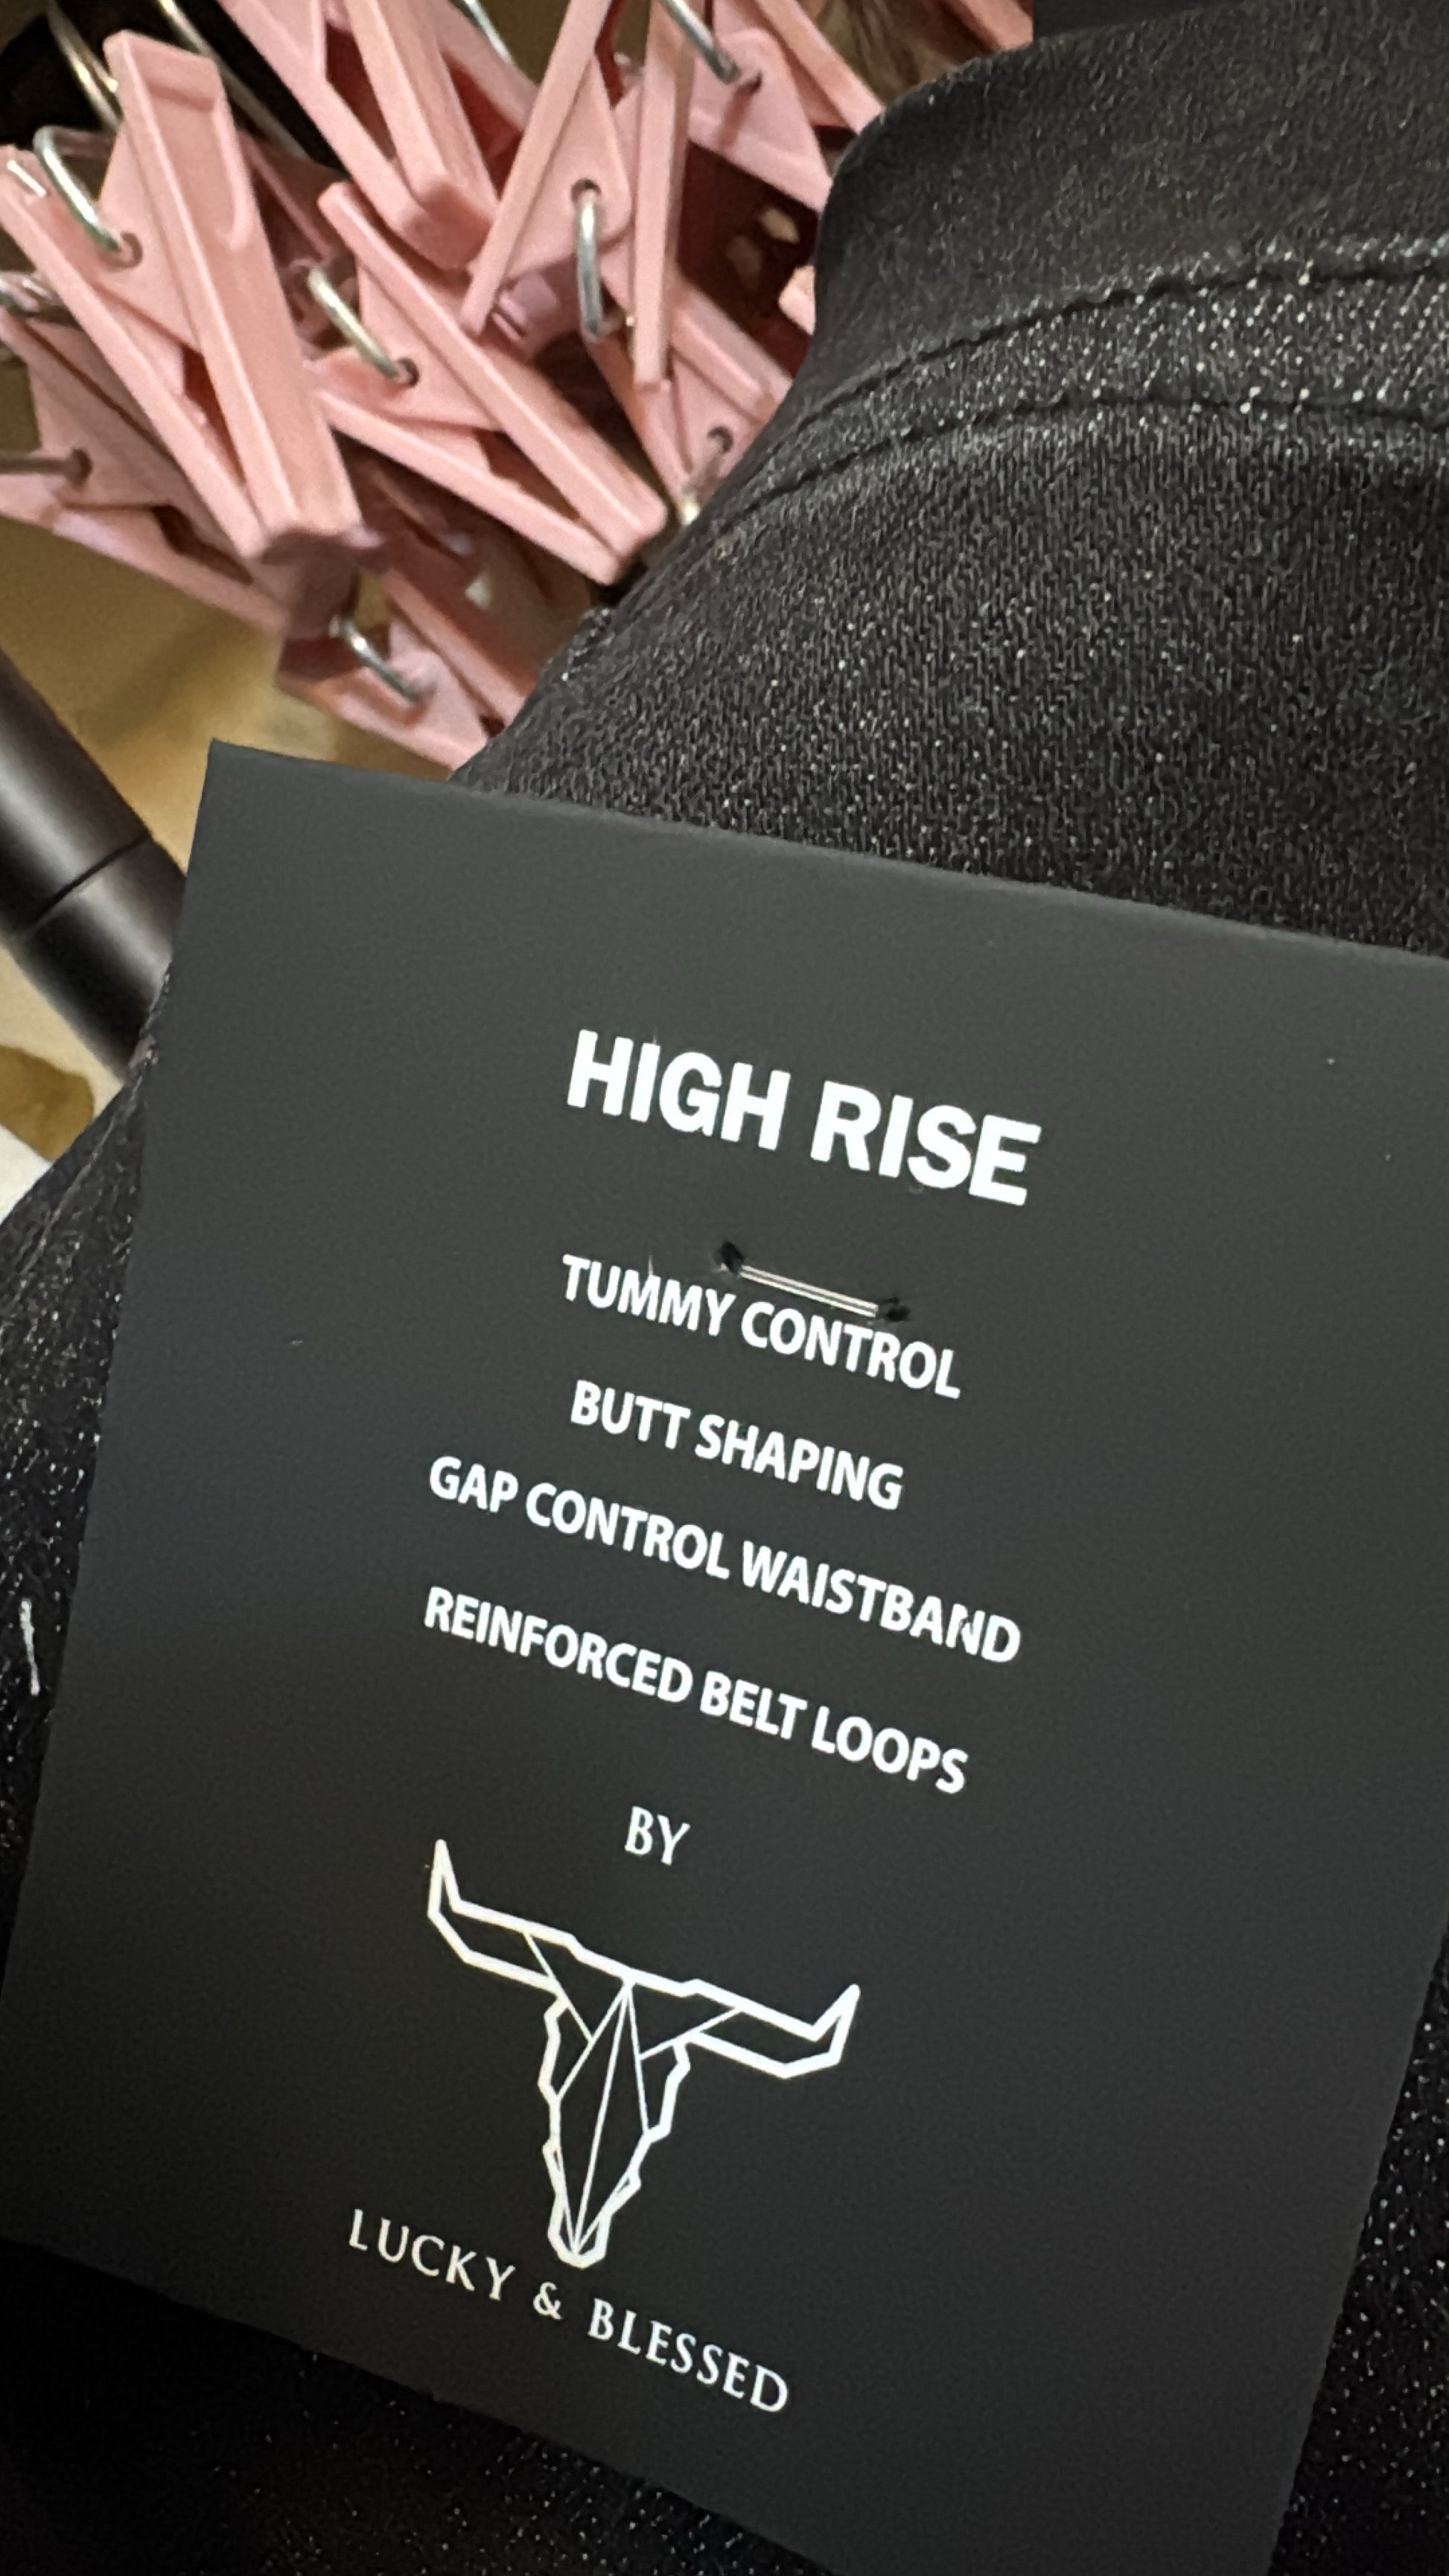 HIGH RISE
TUMMY CONTROL
BUTT SHAPING
GAP CONTROL WAISTBAND
REINFORCED BELT LOOPS
BY
LUCKY & BLESSED